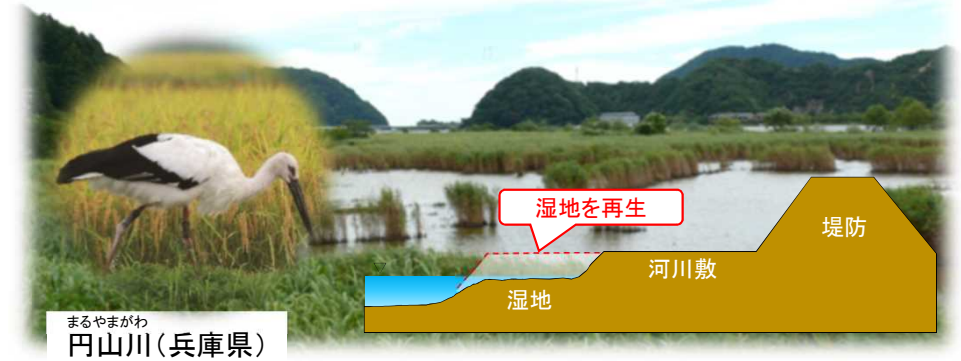 湿地を再生
堤防
河川敷
湿地
まるやまがわ
円山川(兵庫県)